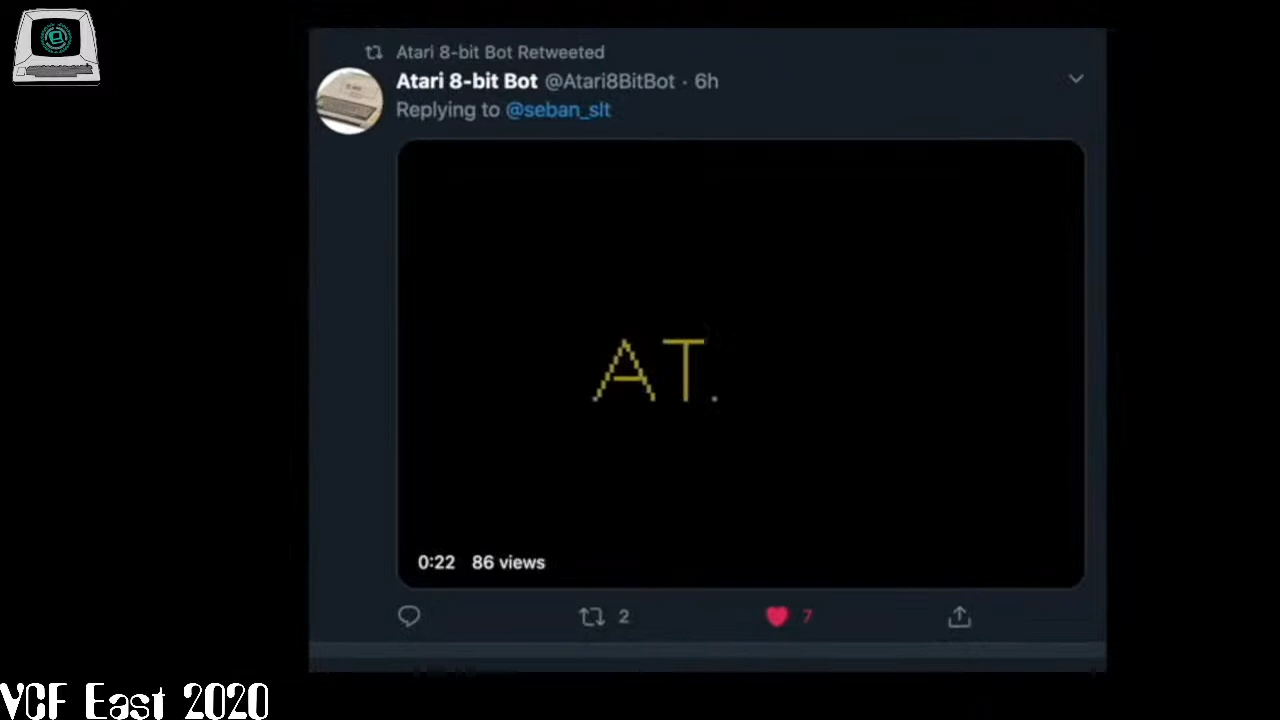 Atari 8-bit Bot Retweeted
Atari 8-bit Bot @Atari8BitBot · 6h
Replying to @seban_slt
AT.
0:22 86 views
2 7
VCF East 2020